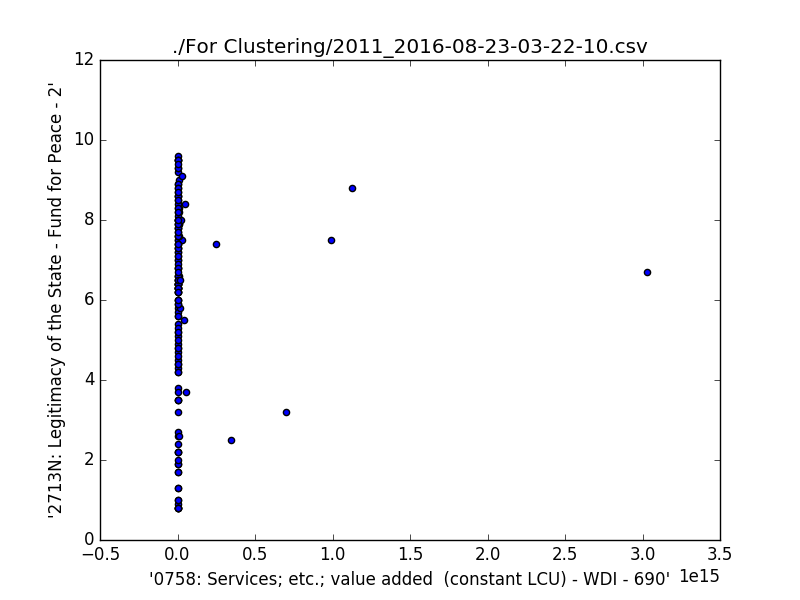 ./For Clustering/2011_2016-08-23-03-22-10.csv
12
10
8
6
4
2
0
'2713N: Legitimacy of the State - Fund for Peace - 2'
−0.5 0.0 0.5 1.0 1.5 2.0 2.5 3.0 3.5
1e15
'0758: Services; etc.; value added  (constant LCU) - WDI - 690'